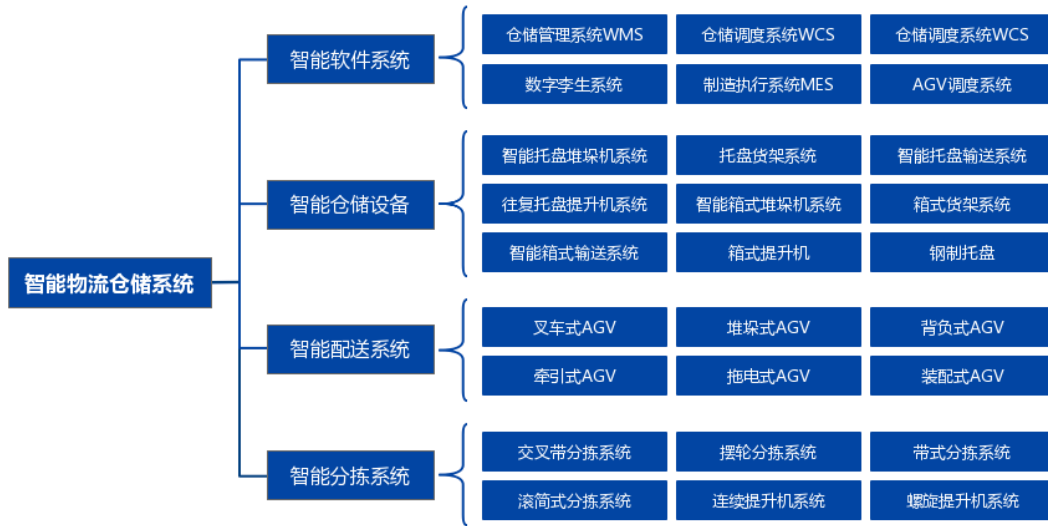 智能软件系统
仓储管理系统WMS
仓储调度系统WCS
仓储调度系统WCS
数字李生系统
制造执行系统MES
AGV调度系统
智能仓储设备
智能托盘堆垛机系统
托盘货架系统
智能托盘输送系统
往复托盘提升机系统
智能箱式堆垛机系统
箱式货架系统
智能箱式输送系统
箱式提升机
钢制托盘
智能物流仓储系统
智能配送系统
叉车式AGV
堆垛式AGV
背负式AGV
牵引式AGV
拖电式AGV
装配式AGV
智能分拣系统
交叉带分拣系统
摆轮分拣系统
带式分拣系统
滚筒式分拣系统
连续提升机系统
螺旋提升机系统